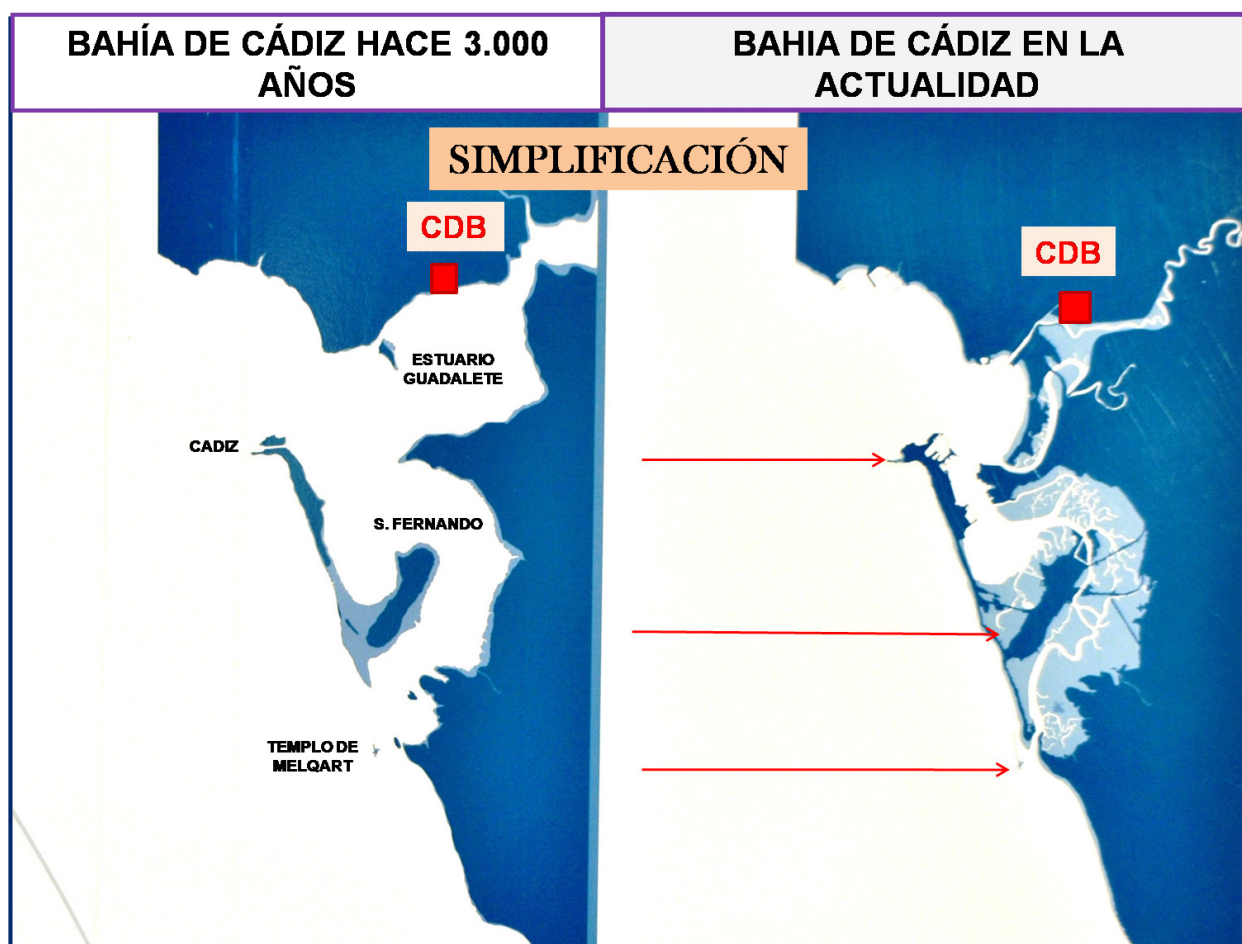 BAHÍA DE CÁDIZ HACE 3.000
AÑOS
BAHIA DE CÁDIZ EN LA
ACTUALIDAD
SIMPLIFICACIÓN
CDB
CDB
ESTUARIO
GUADALETE
CADIZ
S. FERNANDO
TEMPLO DE
MELQART